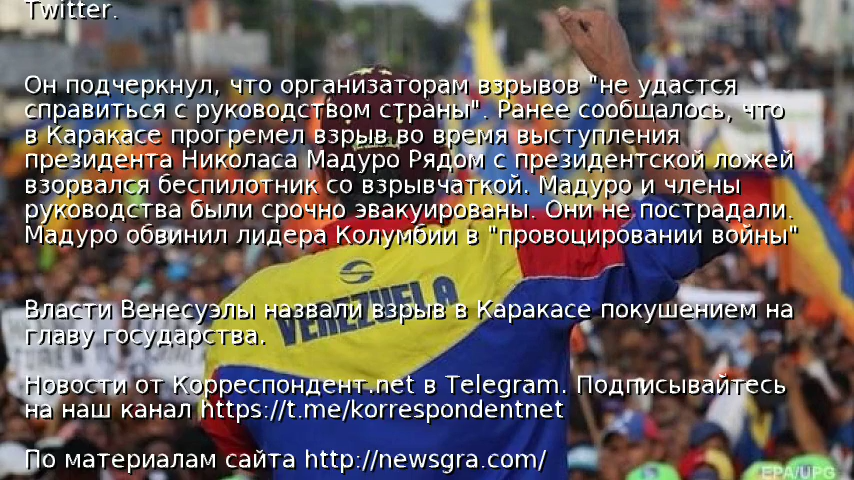 Twitter.
Он подчеркнул, что организаторам взрывов "не удастся
справиться с руководством страны". Ранее сообщалось, что
в Каракасе прогремел взрыв во время выступления
президента Николаса Мадуро Рядом с президентской ложей
взорвался беспилотник со взрывчаткой. Мадуро и члены
руководства были срочно эвакуированы. Они не пострадали.
Мадуро обвинил лидера Колумбии в "провоцировании войны"
VENEZUELA
Власти Венесуэлы назвали взрыв в Каракасе покушением на
главу государства.
Новости от Корреспондент.net в Telegram. Подписывайтесь
на наш канал https://t.me/korrespondentnet
По материалам сайта http://newsgra.com/
EPA/UPG